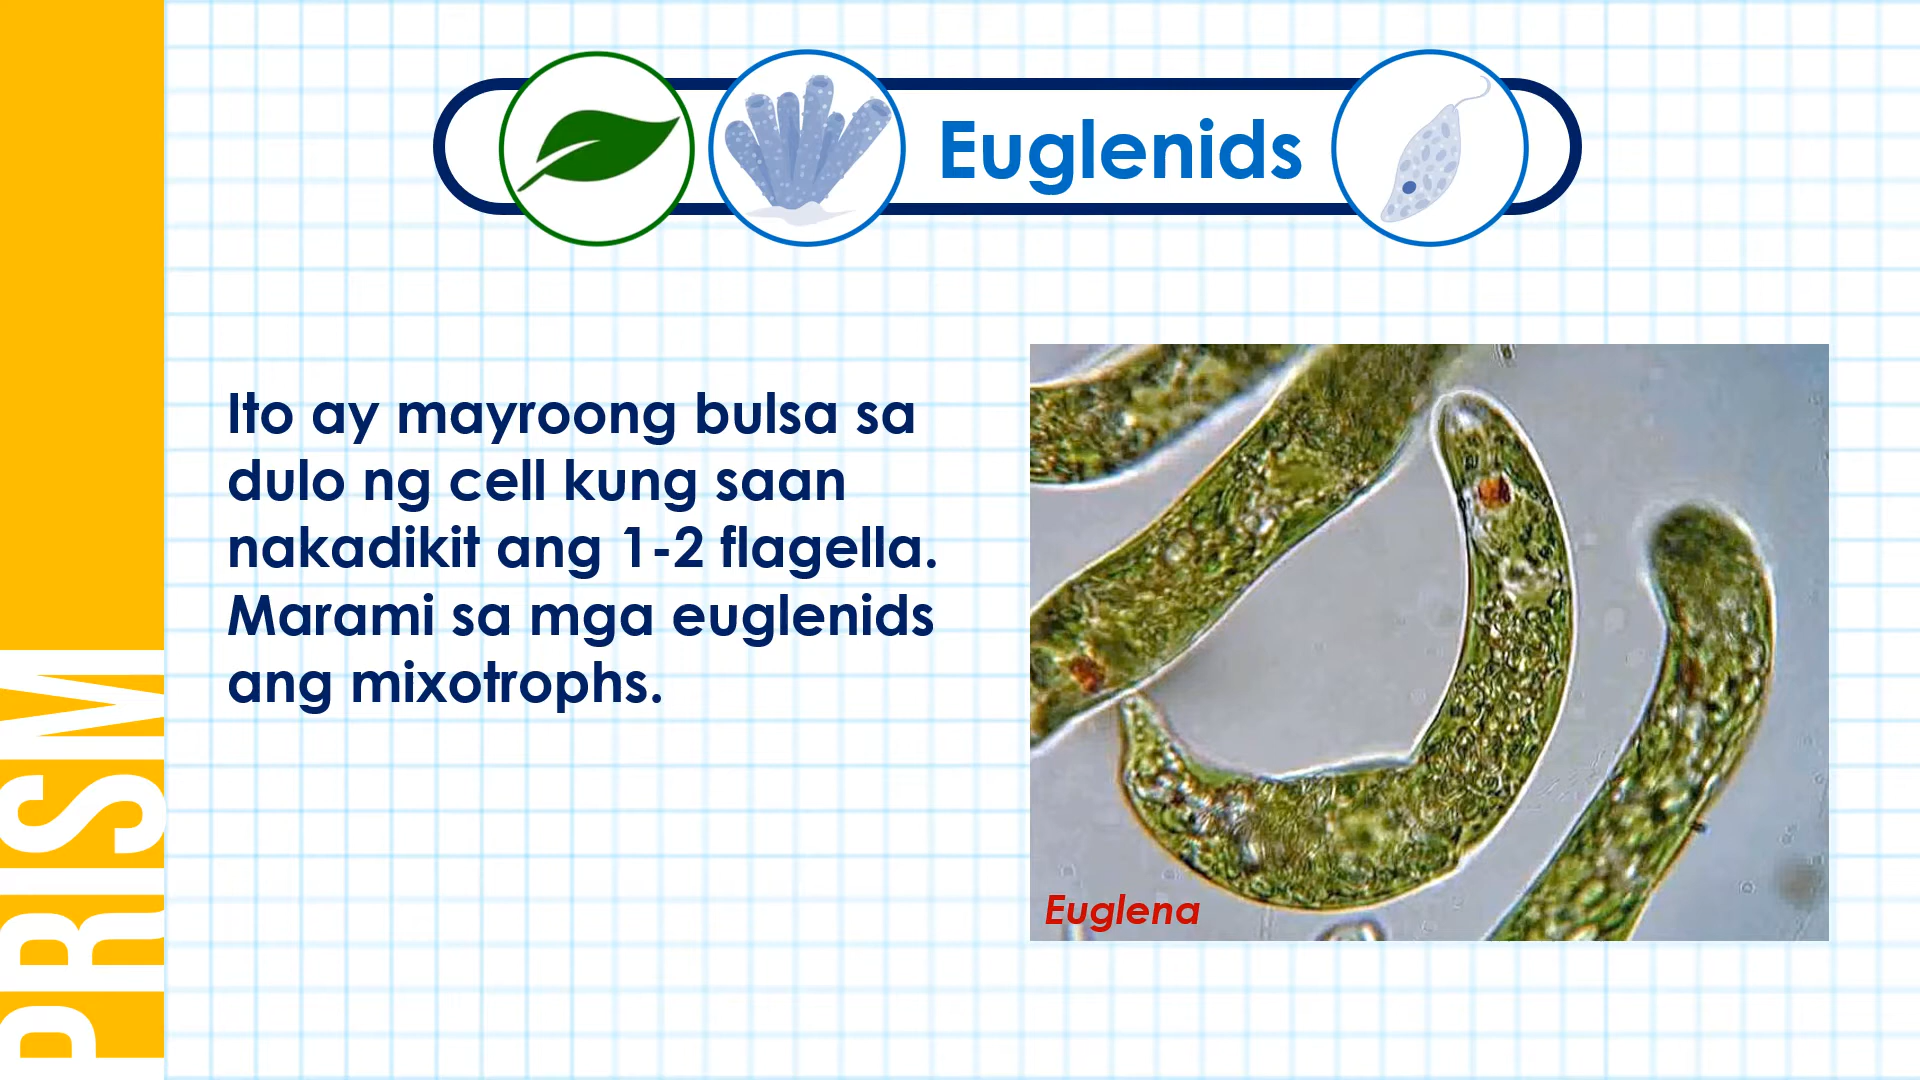 Euglenids
Ito ay mayroong bulsa sa
dulo ng cell kung saan
nakadikit ang 1-2 flagella.
Marami sa mga euglenids
ang mixotrophs.
Euglena
PRISM